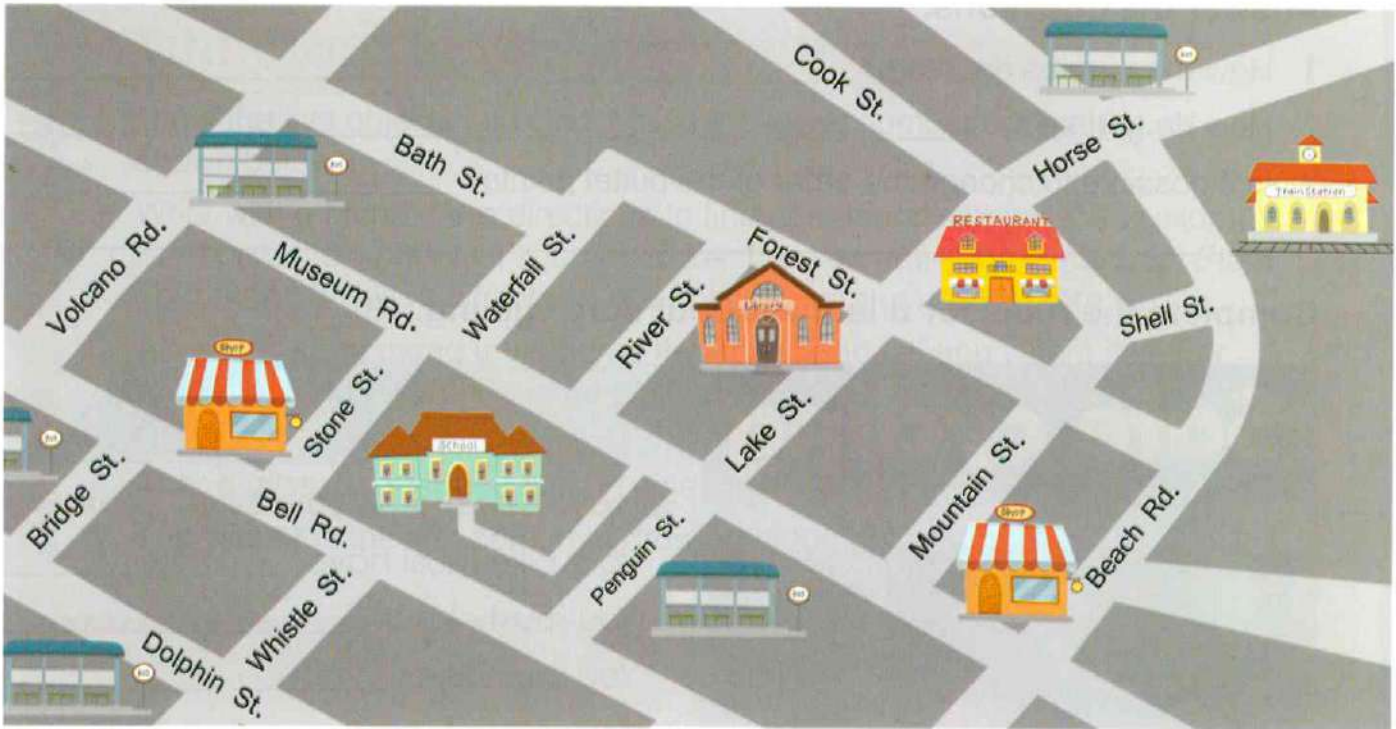 Cook St.
Horse St.
Bath St.
RESTAURANT
Train Station
Volcano Rd.
Museum Rd.
Waterfall St.
Forest St.
River St.
Library
Shell St.
Shop
Stone St.
School
Lake St.
Bridge St.
Bell Rd.
Mountain St.
Shop
Penguin St.
Beach Rd.
Whistle St.
Dolphin St.